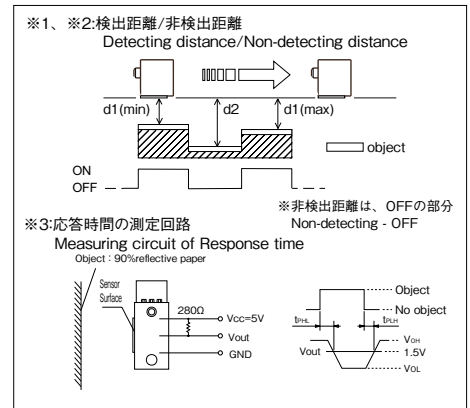 ※1、※2:検出距離/非検出距離
Detecting distance/Non-detecting distance
d1(min)
d2
d1(max)
object
ON
OFF
※非検出距離は、OFFの部分
Non-detecting - OFF
※3:応答時間の測定回路
Measuring circuit of Response time
Object：90%reflective paper
Sensor
Surface
280Ω
Vcc=5V
Vout
GND
Object
No object
tPHL
tPLH
Vout
VOH
1.5V
VOL